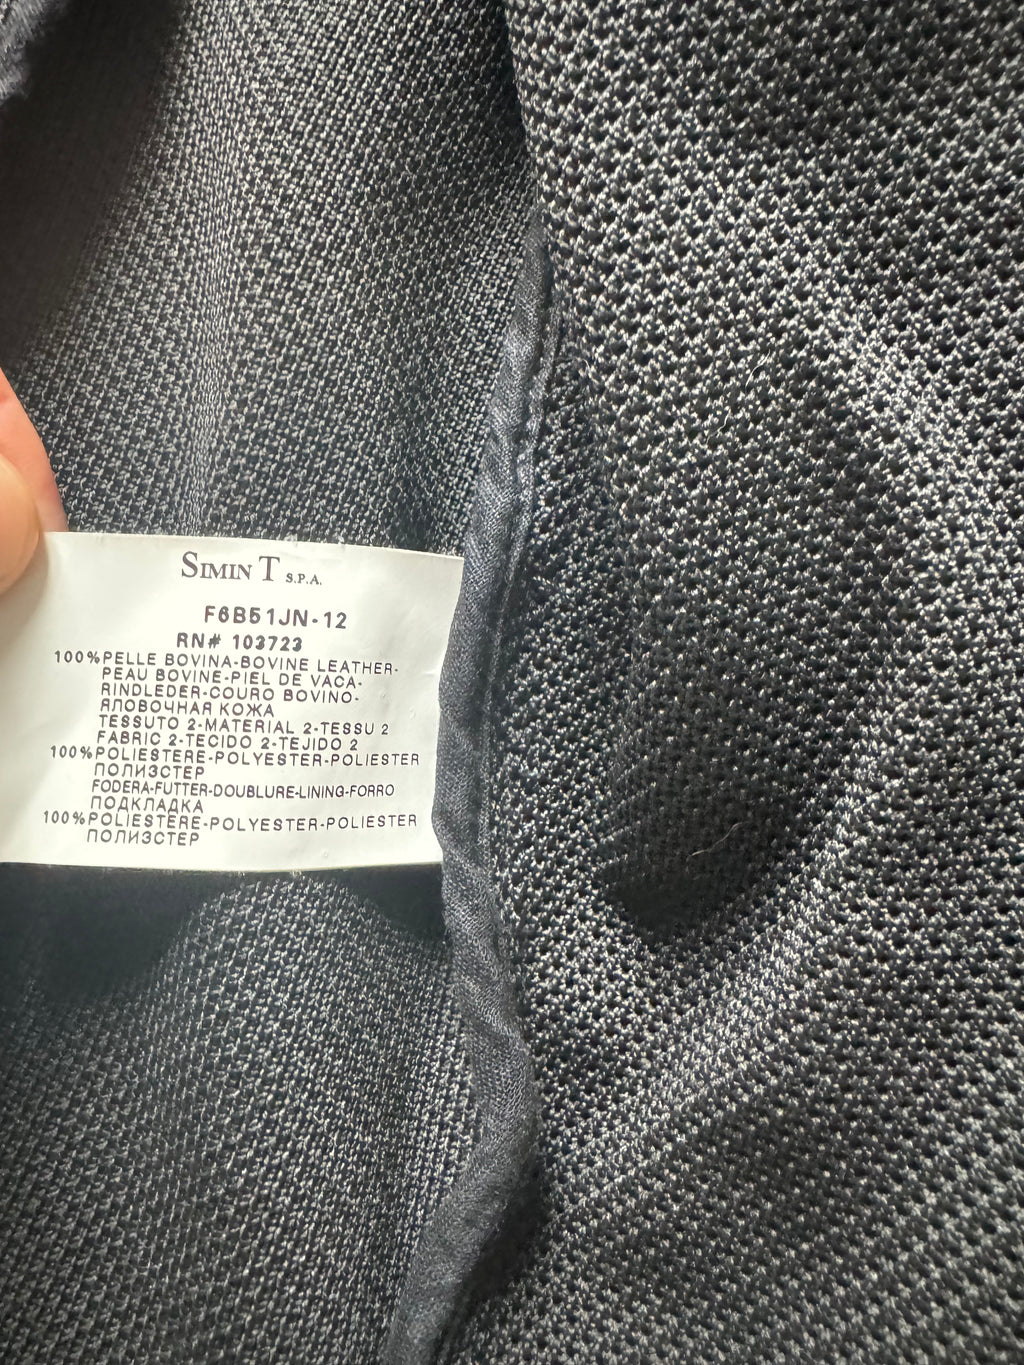 SIMIN T S.P.A.
F6B51JN-12
RN# 103723
100%PELLE BOVINA-BOVINE LEATHER-
PEAU BOVINE-PIEL DE VACA-
RINDLEDER-COURO BOVINO-
ЯЛОВОЧНАЯ КОЖА
TESSUTO 2-MATERIAL 2-TESSU 2
FABRIC 2-TECIDO 2-TEJIDO 2
100%POLIESTERE-POLYESTER-POLIESTER
ПОЛИЭСТЕР
FODERA-FUTTER-DOUBLURE-LINING-FORRO
ПОДКЛАДКА
100%POLIESTERE-POLYESTER-POLIESTER
ПОЛИЭСТЕР